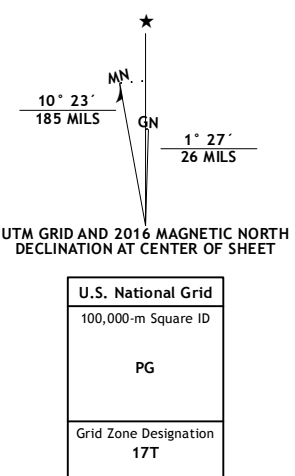 ★
MN
GN
10° 23´
185 MILS
1° 27´
26 MILS
UTM GRID AND 2016 MAGNETIC NORTH
DECLINATION AT CENTER OF SHEET
U.S. National Grid
100,000-m Square ID
PG
Grid Zone Designation
17T